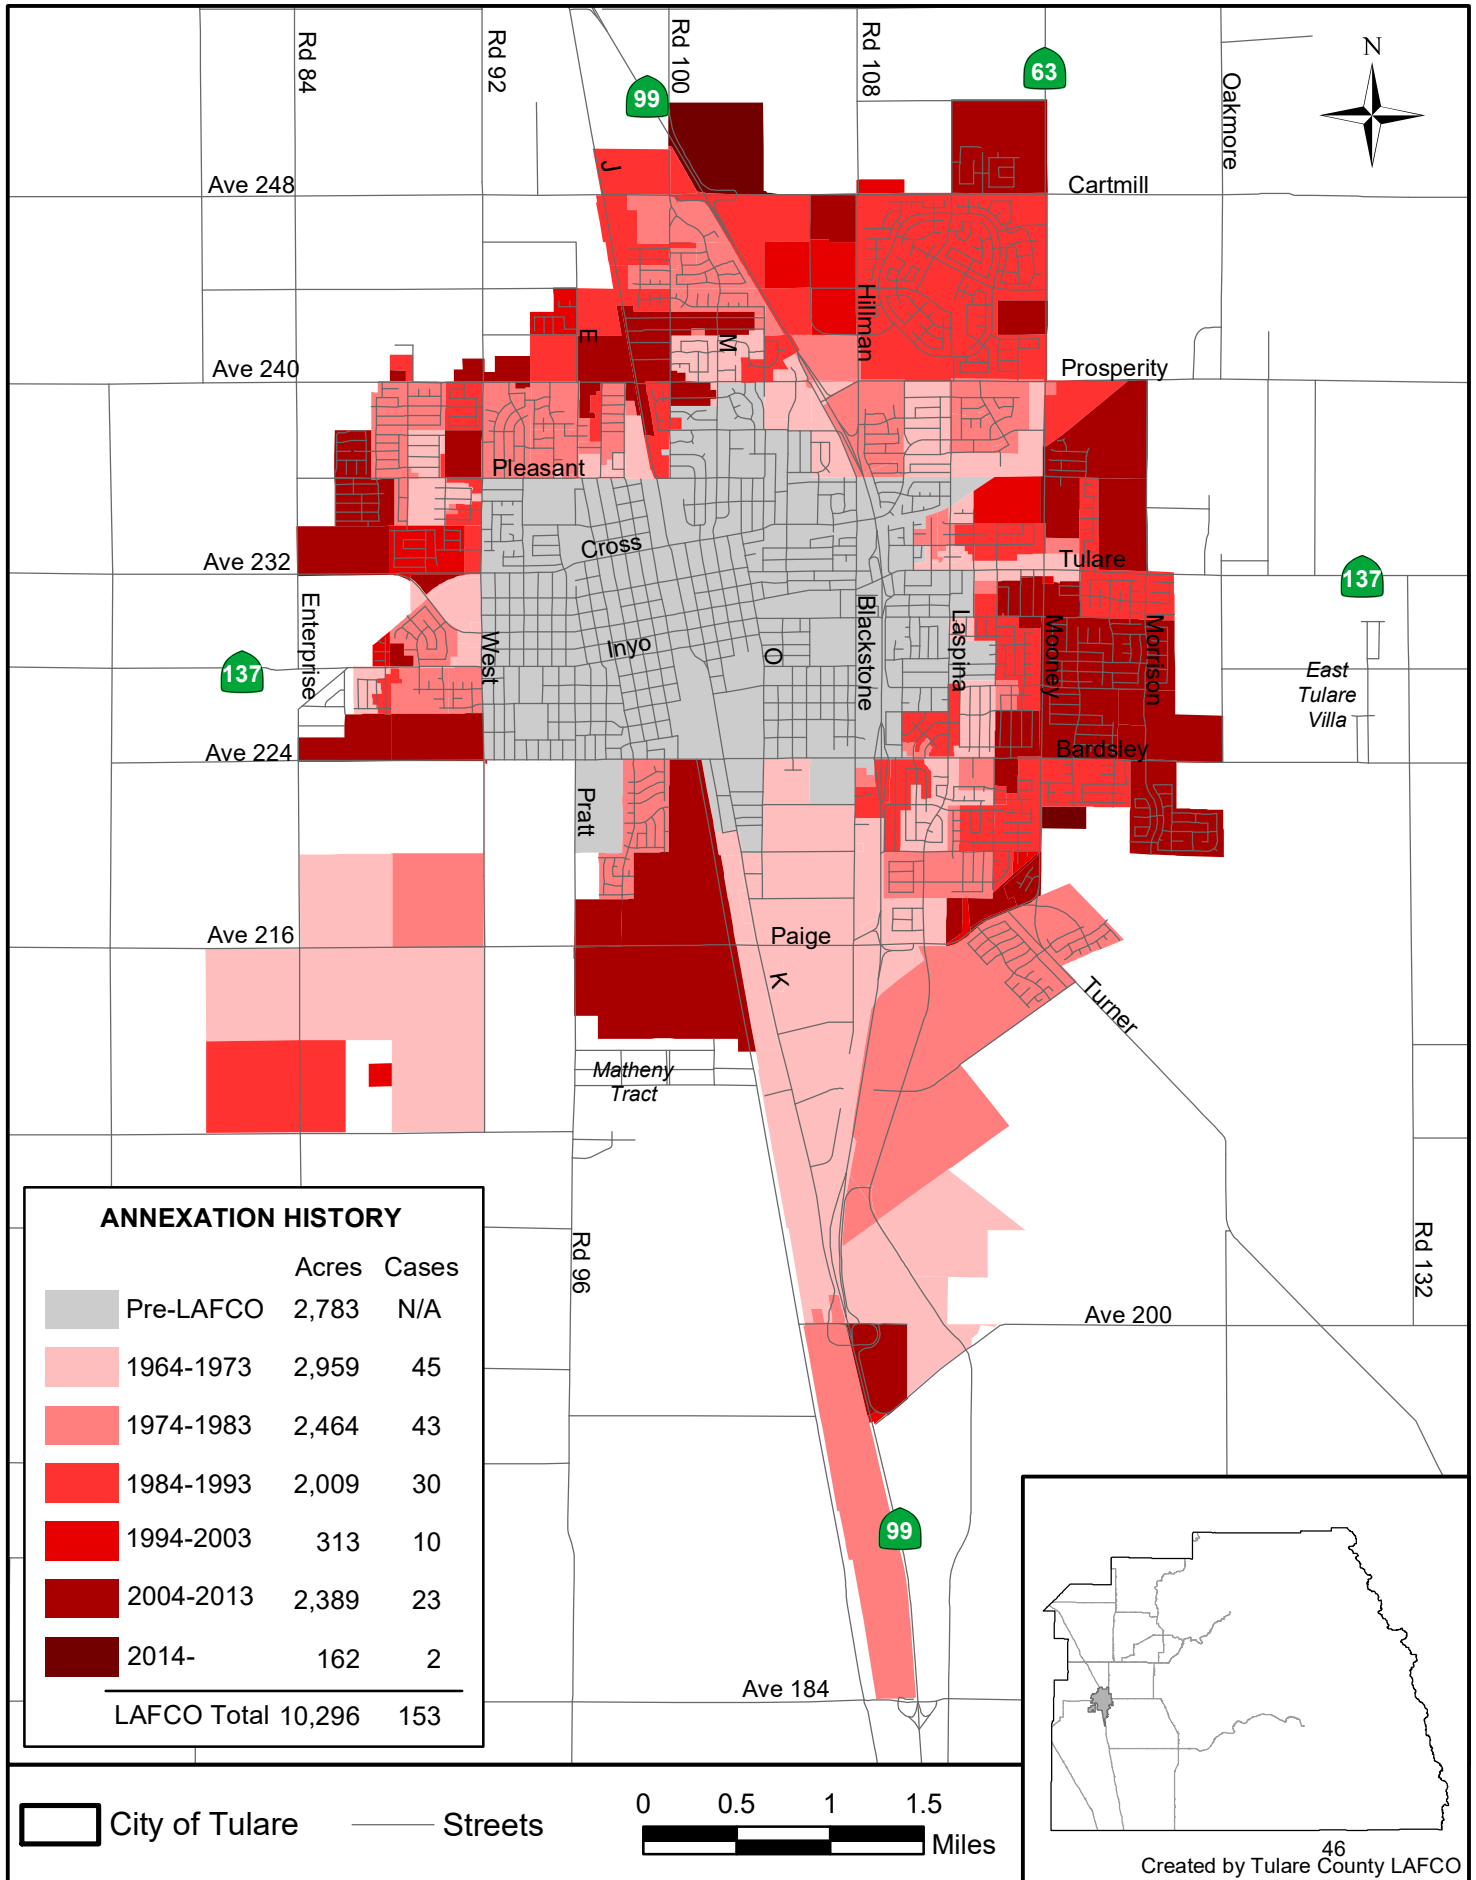 Rd 84
Rd 92
Rd 100
Rd 108
63
Oakmore
N
99
J
Ave 248
Cartmill
Hillman
E
M
Ave 240
Prosperity
Pleasant
Cross
Ave 232
Tulare
137
Enterprise
West
Inyo
O
Blackstone
Laspina
Mooney
Morrison
137
East
Tulare
Villa
Ave 224
Bardsley
Pratt
Ave 216
Paige
K
Turner
Matheny
Tract
Rd 96
Rd 132
Ave 200
99
Ave 184
ANNEXATION HISTORY
Acres Cases
Pre-LAFCO 2,783 N/A
1964-1973 2,959 45
1974-1983 2,464 43
1984-1993 2,009 30
1994-2003 313 10
2004-2013 2,389 23
2014- 162 2
LAFCO Total 10,296 153
City of Tulare
Streets
0 0.5 1 1.5
Miles
46
Created by Tulare County LAFCO